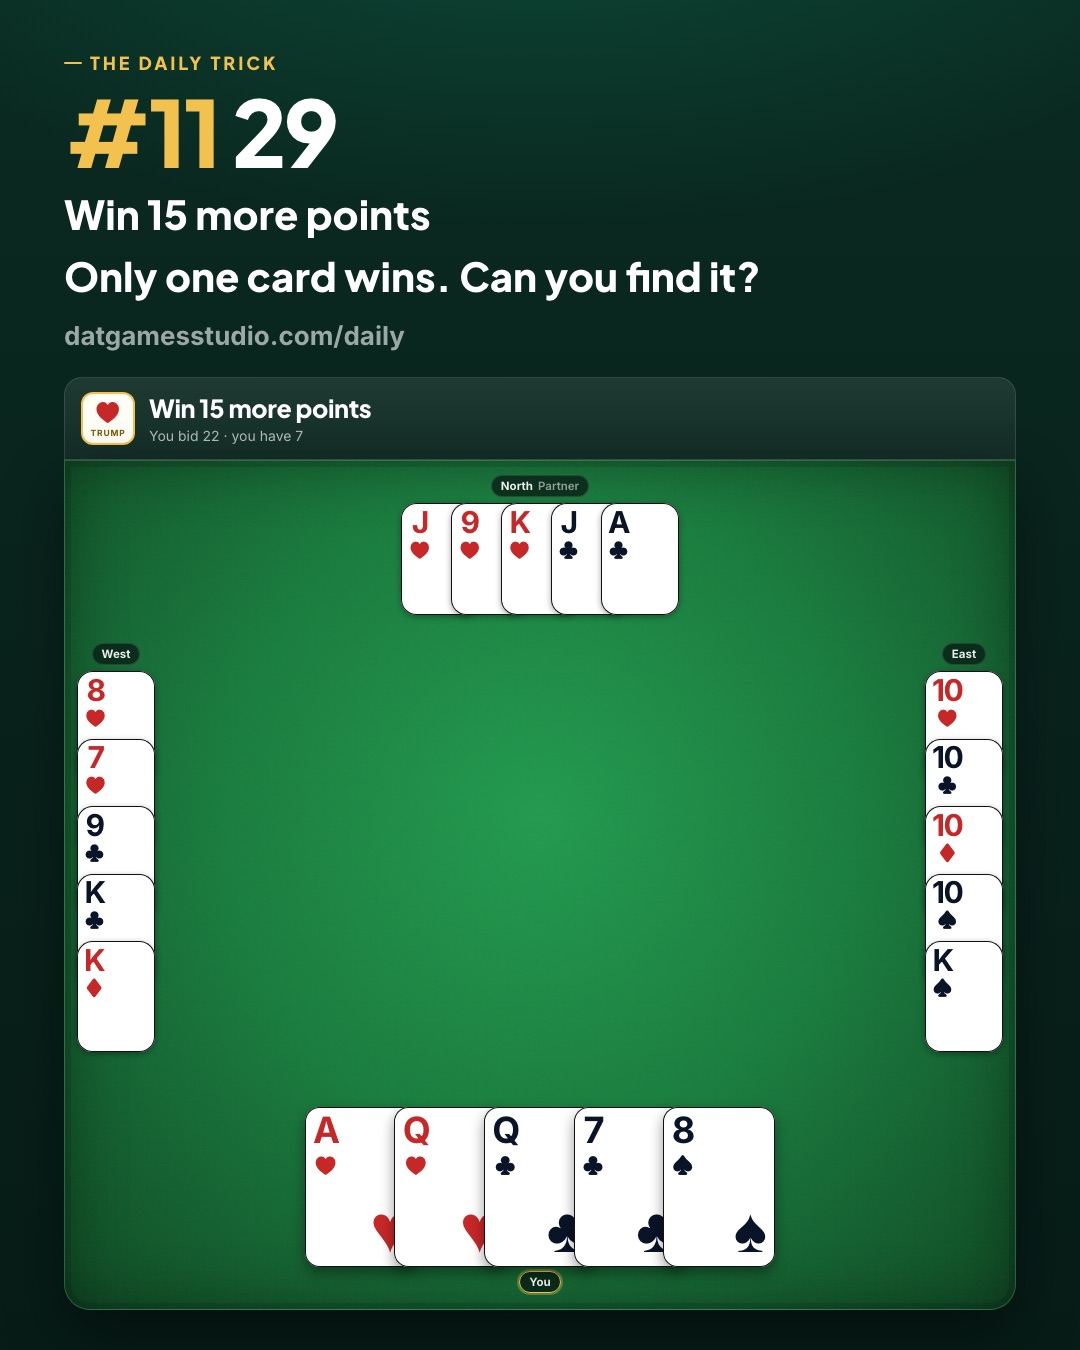 — THE DAILY TRICK
#11 29
Win 15 more points
Only one card wins. Can you find it?
datgamesstudio.com/daily
TRUMP
Win 15 more points
You bid 22 · you have 7
North Partner
J 9 K J A
West
8
7
9
K
K
East
10
10
10
10
K
A Q Q 7 8
You